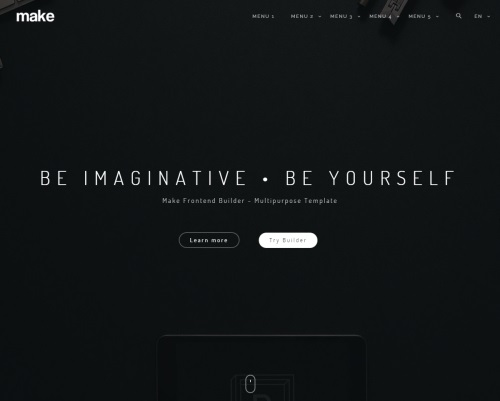 make
MENU 1 MENU 2 MENU 3 MENU 4 MENU 5 EN
BE IMAGINATIVE • BE YOURSELF
Make Frontend Builder - Multipurpose Template
Learn more Try Builder